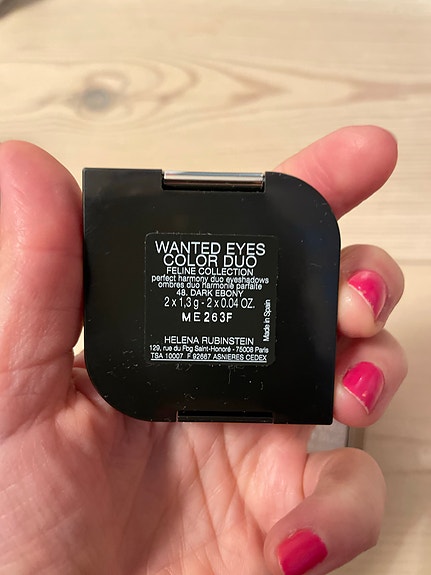 WANTED EYES
COLOR DUO
FELINE COLLECTION
perfect harmony duo eyeshadows
ombres duo harmonie parfaite
48. DARK EBONY
2 x 1,3 g - 2 x 0.04 OZ.
ME263F
Made in Spain
HELENA RUBINSTEIN
129, rue du Fbg Saint-Honoré - 75008 Paris
TSA 10007 F 92667 ASNIERES CEDEX